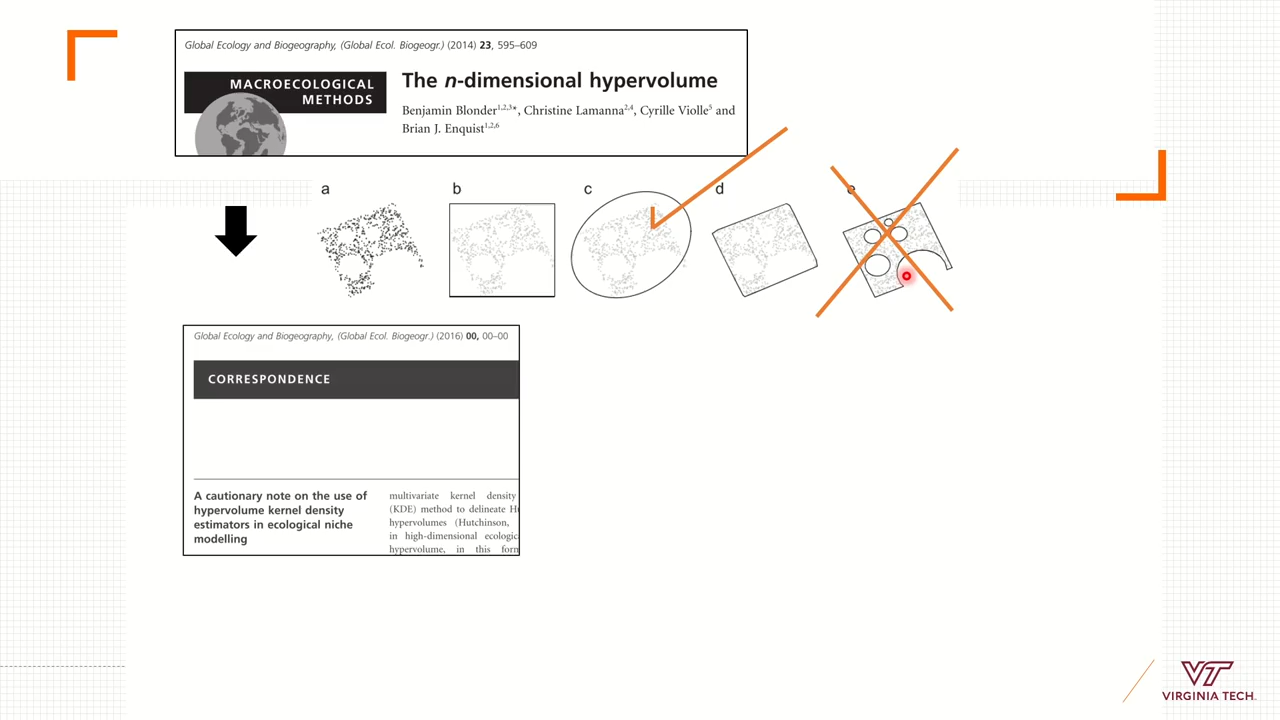 Global Ecology and Biogeography, (Global Ecol. Biogeogr.) (2014) 23, 595–609
MACROECOLOGICAL
METHODS
The n-dimensional hypervolume
Benjamin Blonder1,2,3*, Christine Lamanna2,4, Cyrille Violle5 and
Brian J. Enquist1,2,6
a b c d e
Global Ecology and Biogeography, (Global Ecol. Biogeogr.) (2016) 00, 00–00
CORRESPONDENCE
A cautionary note on the use of
hypervolume kernel density
estimators in ecological niche
modelling
multivariate kernel density
(KDE) method to delineate
hypervolumes (Hutchinson,
in high-dimensional
hypervolume, in this
VT
VIRGINIA TECH